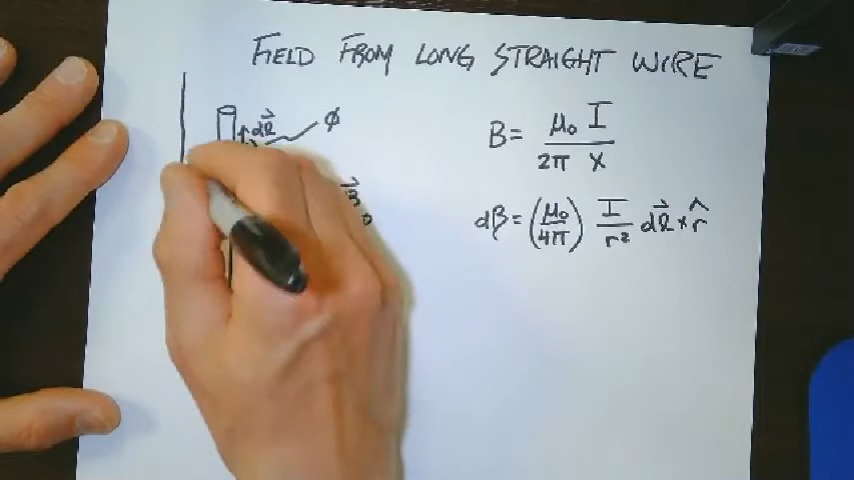 FIELD FROM LONG STRAIGHT WIRE
dℓ⃗ φ
B = μ₀ I / 2π x
dB = (μ₀/4π) I/r² dℓ⃗ × r̂